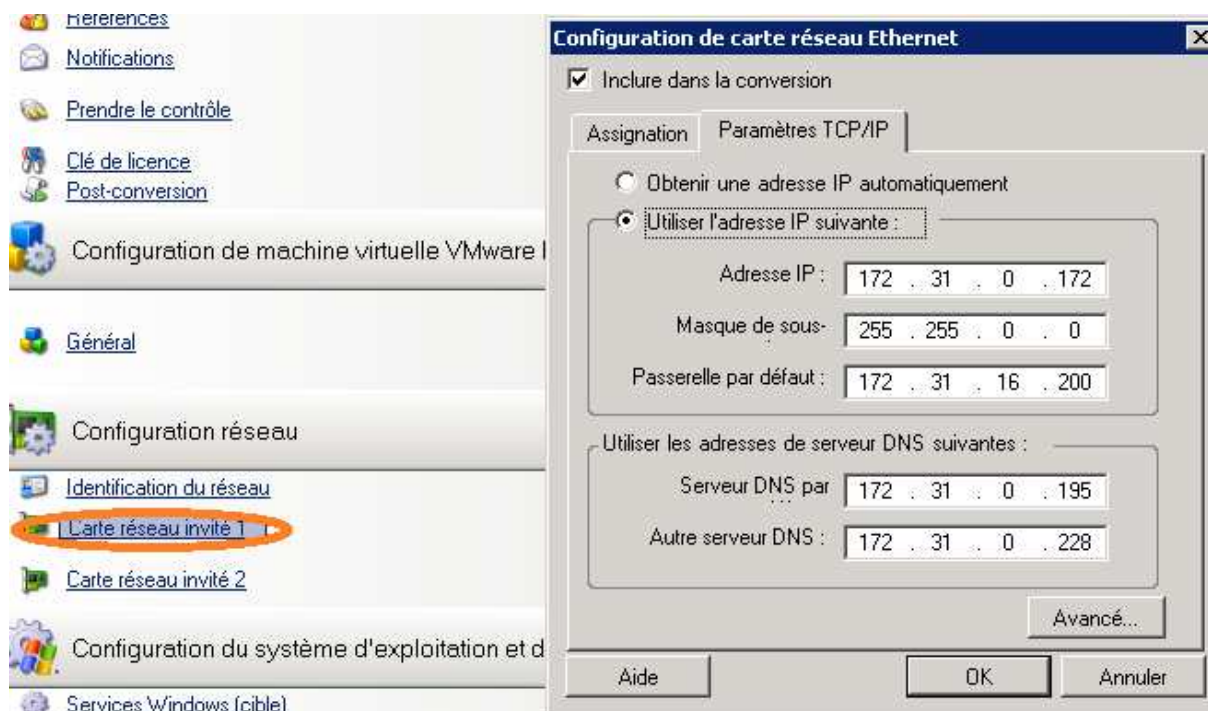 Références
Notifications
Prendre le contrôle
Clé de licence
Post-conversion
Configuration de machine virtuelle VMware
Général
Configuration réseau
Identification du réseau
Carte réseau invité 1
Carte réseau invité 2
Configuration du système d'exploitation et d
Services Windows (cible)
Configuration de carte réseau Ethernet
Inclure dans la conversion
Assignation
Paramètres TCP/IP
Obtenir une adresse IP automatiquement
Utiliser l'adresse IP suivante :
Adresse IP : 172 . 31 . 0 . 172
Masque de sous- 255 . 255 . 0 . 0
Passerelle par défaut : 172 . 31 . 16 . 200
Utiliser les adresses de serveur DNS suivantes :
Serveur DNS par 172 . 31 . 0 . 195
Autre serveur DNS : 172 . 31 . 0 . 228
Avancé...
Aide
OK
Annuler